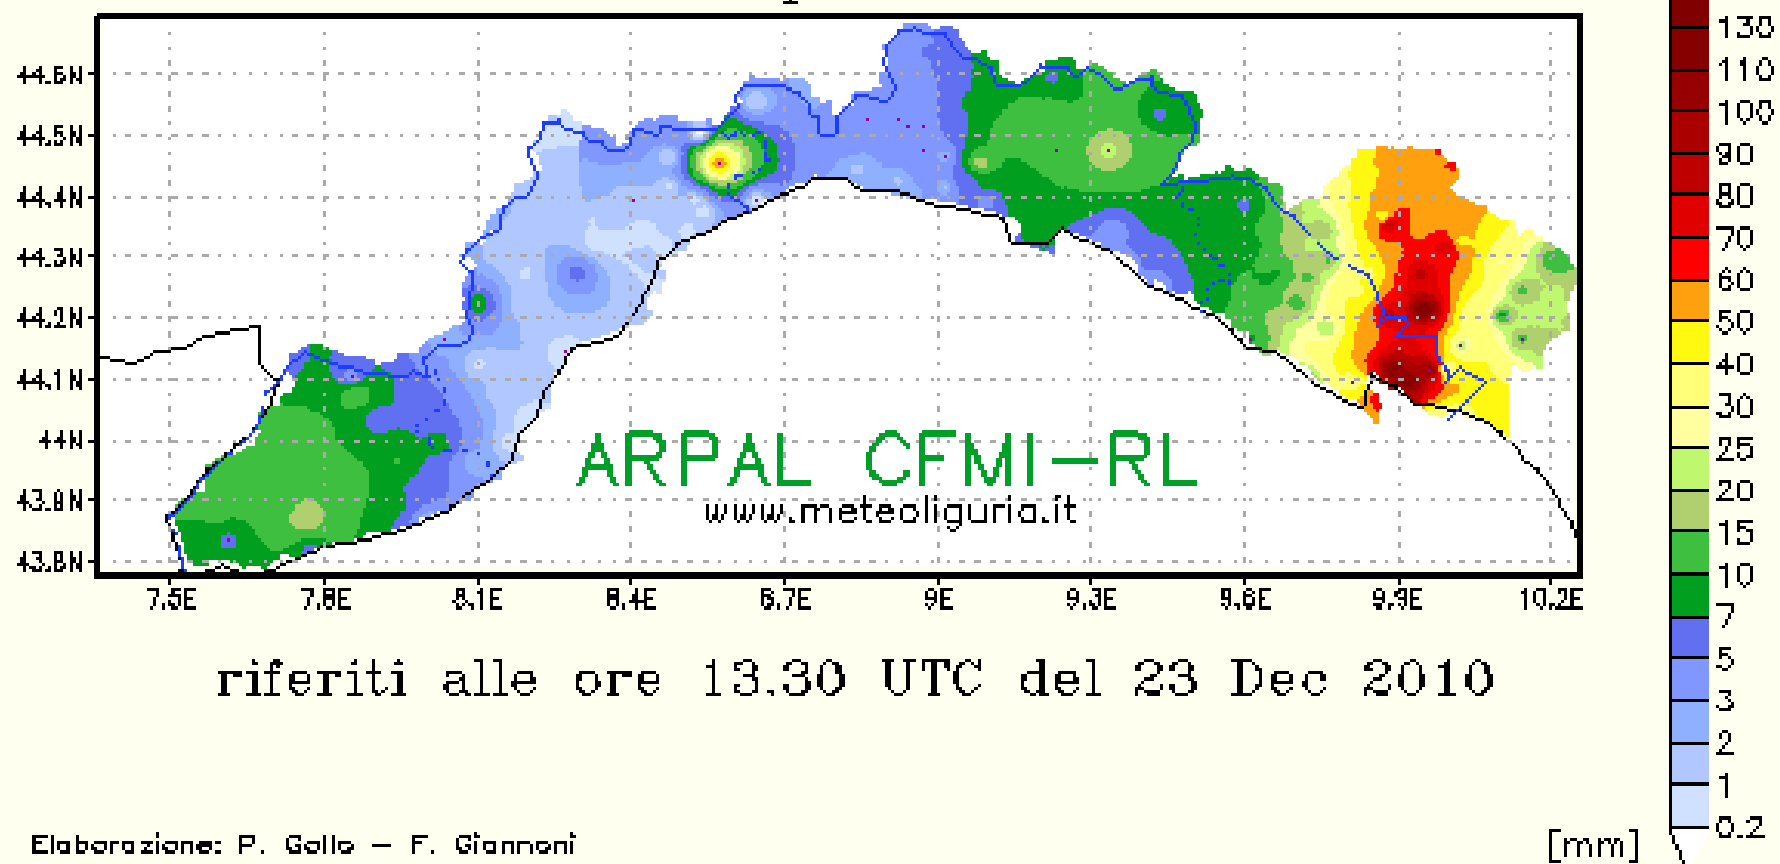 130
110
100
90
80
70
60
50
40
30
25
20
15
10
7
5
3
2
1
0.2
44.6N
44.5N
44.4N
44.3N
44.2N
44.1N
44N
43.9N
43.8N
ARPAL CFMI-RL
www.meteoliguria.it
7.5E 7.8E 8.1E 8.4E 8.7E 9E 9.3E 9.6E 9.9E 10.2E
riferiti alle ore 13.30 UTC del 23 Dec 2010
Elaborazione: P. Gollo - F. Giannoni
[mm]